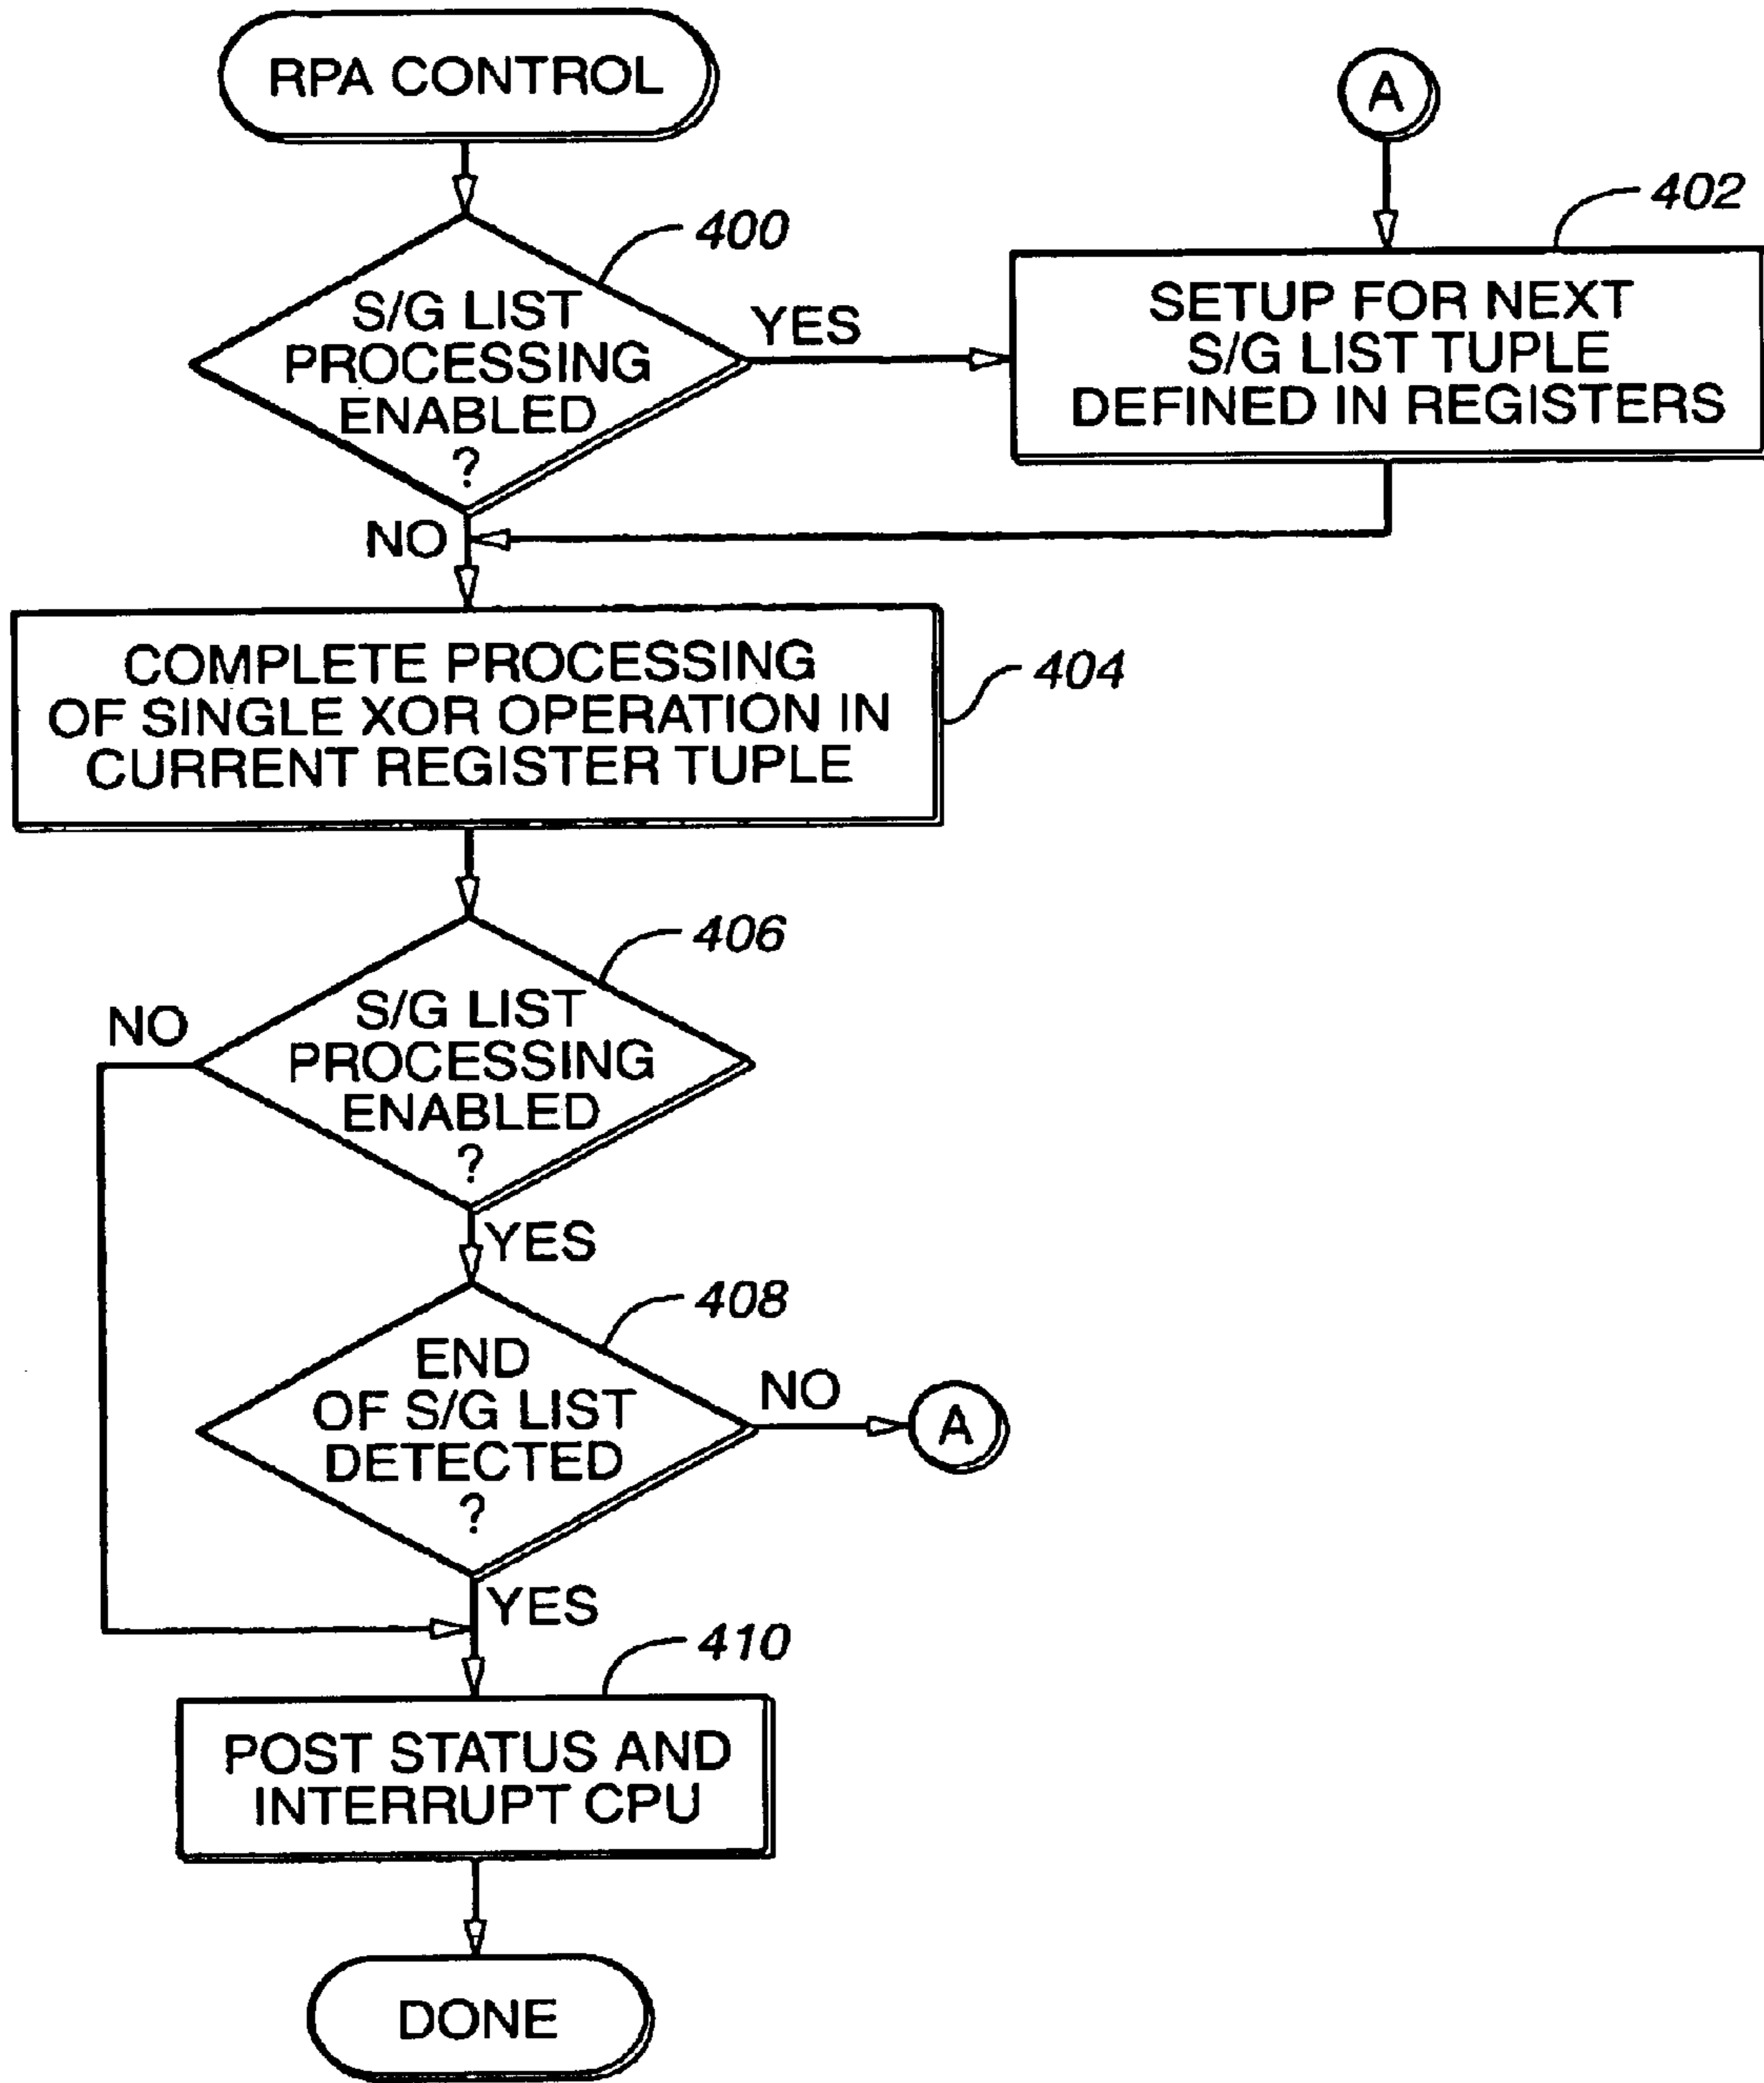 RPA CONTROL
A
400
402
S/G LIST
PROCESSING
ENABLED
?
YES
SETUP FOR NEXT
S/G LIST TUPLE
DEFINED IN REGISTERS
NO
COMPLETE PROCESSING
OF SINGLE XOR OPERATION IN
CURRENT REGISTER TUPLE
404
406
S/G LIST
PROCESSING
ENABLED
?
NO
YES
408
END
OF S/G LIST
DETECTED
?
NO
A
YES
410
POST STATUS AND
INTERRUPT CPU
DONE